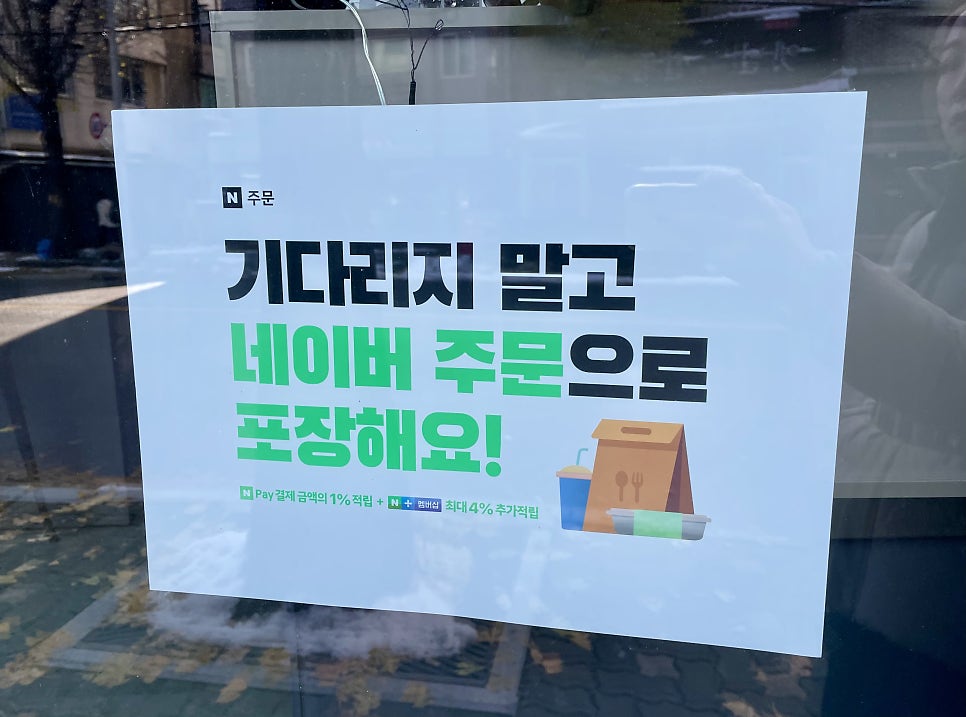 N 주문
기다리지 말고
네이버 주문으로
포장해요!
N Pay 결제 금액의 1% 적립 + N + 멤버십 최대 4% 추가적립